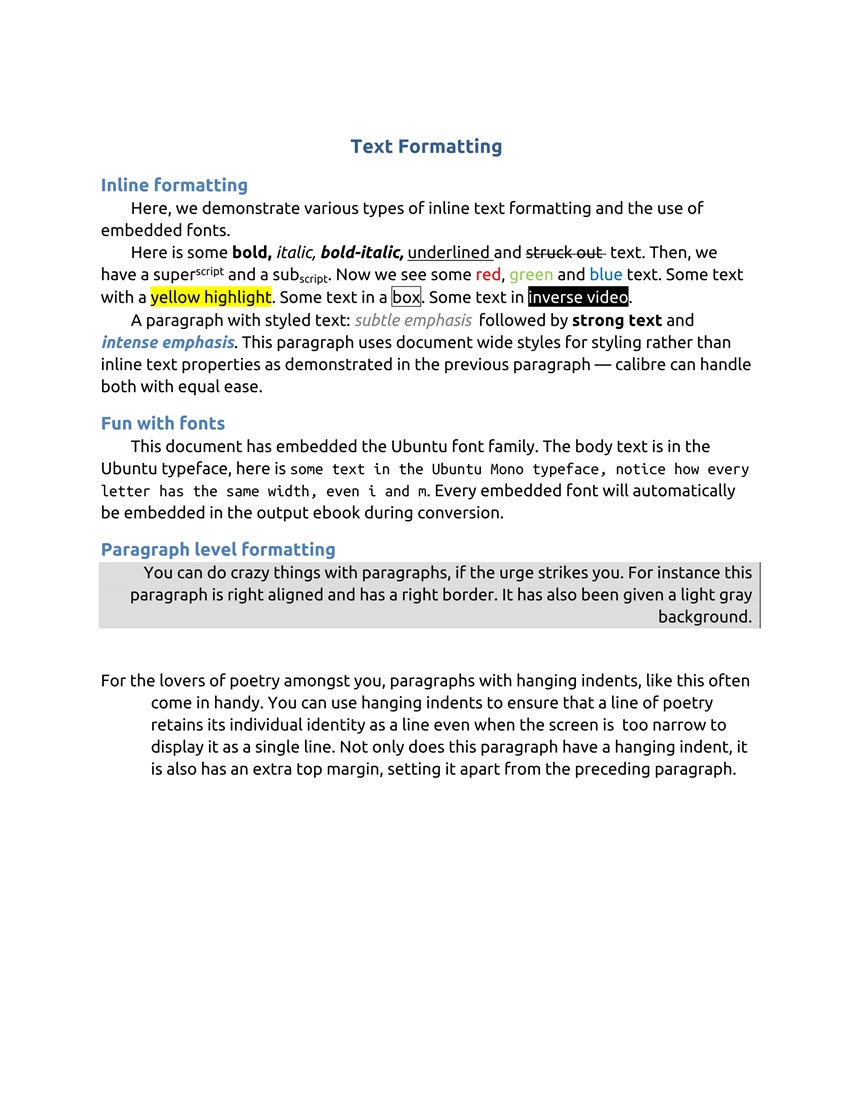 Text Formatting
Inline formatting
Here, we demonstrate various types of inline text formatting and the use of
embedded fonts.
Here is some bold, italic, bold-italic, underlined and struck out text. Then, we
have a superscript and a subscript. Now we see some red, green and blue text. Some text
with a yellow highlight. Some text in a box. Some text in inverse video.
A paragraph with styled text: subtle emphasis followed by strong text and
intense emphasis. This paragraph uses document wide styles for styling rather than
inline text properties as demonstrated in the previous paragraph — calibre can handle
both with equal ease.
Fun with fonts
This document has embedded the Ubuntu font family. The body text is in the
Ubuntu typeface, here is some text in the Ubuntu Mono typeface, notice how every
letter has the same width, even i and m. Every embedded font will automatically
be embedded in the output ebook during conversion.
Paragraph level formatting
You can do crazy things with paragraphs, if the urge strikes you. For instance this
paragraph is right aligned and has a right border. It has also been given a light gray
background.
For the lovers of poetry amongst you, paragraphs with hanging indents, like this often
come in handy. You can use hanging indents to ensure that a line of poetry
retains its individual identity as a line even when the screen is too narrow to
display it as a single line. Not only does this paragraph have a hanging indent, it
is also has an extra top margin, setting it apart from the preceding paragraph.